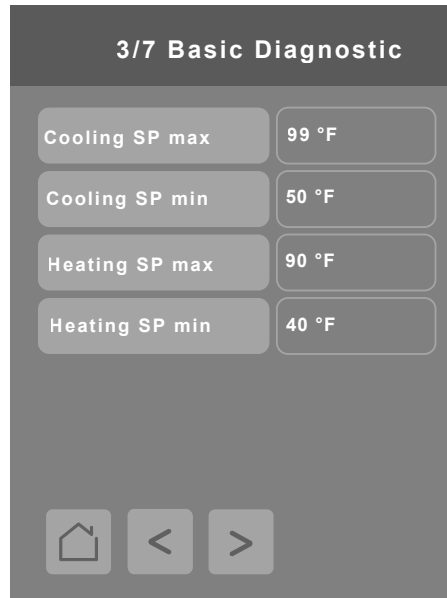 3/7 Basic Diagnostic
Cooling SP max 99 °F
Cooling SP min 50 °F
Heating SP max 90 °F
Heating SP min 40 °F
< >